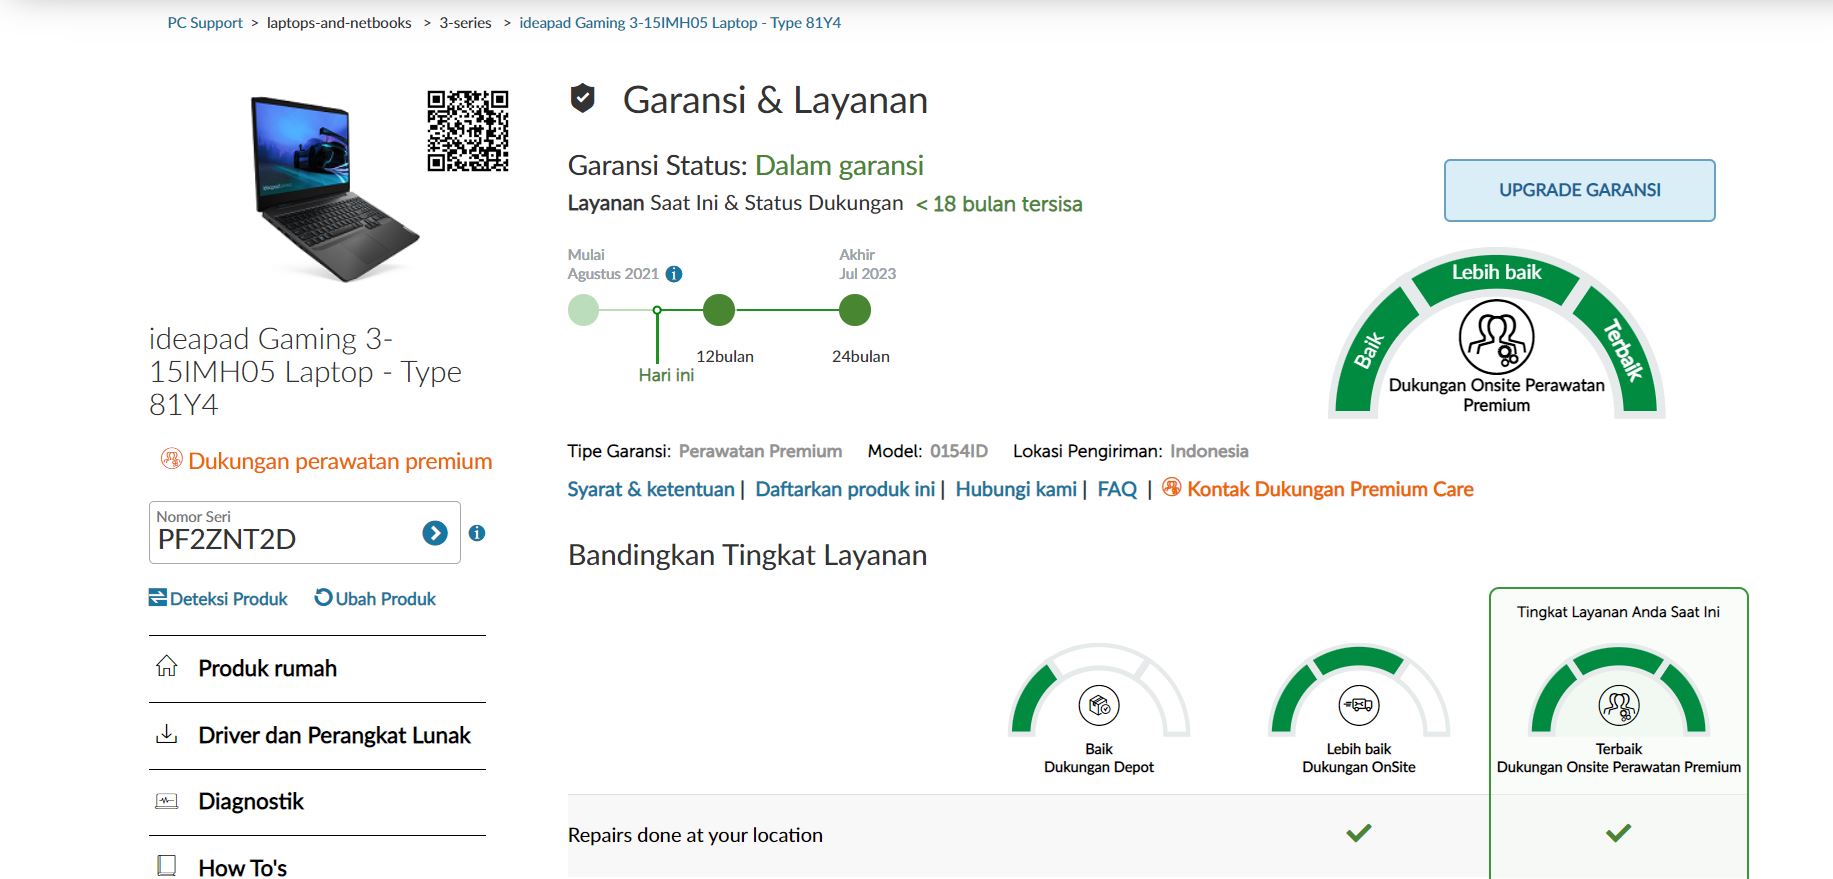 PC Support > laptops-and-netbooks > 3-series > ideapad Gaming 3-15IMH05 Laptop - Type 81Y4
ideapad Gaming 3-
15IMH05 Laptop - Type
81Y4
Dukungan perawatan premium
Nomor Seri
PF2ZNT2D
Deteksi Produk
Ubah Produk
Produk rumah
Driver dan Perangkat Lunak
Diagnostik
How To's
Garansi & Layanan
Garansi Status: Dalam garansi
Layanan Saat Ini & Status Dukungan < 18 bulan tersisa
Mulai
Agustus 2021
Akhir
Jul 2023
12bulan
24bulan
Hari ini
UPGRADE GARANSI
Baik
Lebih baik
Terbaik
Dukungan Onsite Perawatan
Premium
Tipe Garansi: Perawatan Premium Model: 0154ID Lokasi Pengiriman: Indonesia
Syarat & ketentuan | Daftarkan produk ini | Hubungi kami | FAQ | Kontak Dukungan Premium Care
Bandingkan Tingkat Layanan
Tingkat Layanan Anda Saat Ini
Baik
Dukungan Depot
Lebih baik
Dukungan OnSite
Terbaik
Dukungan Onsite Perawatan Premium
Repairs done at your location